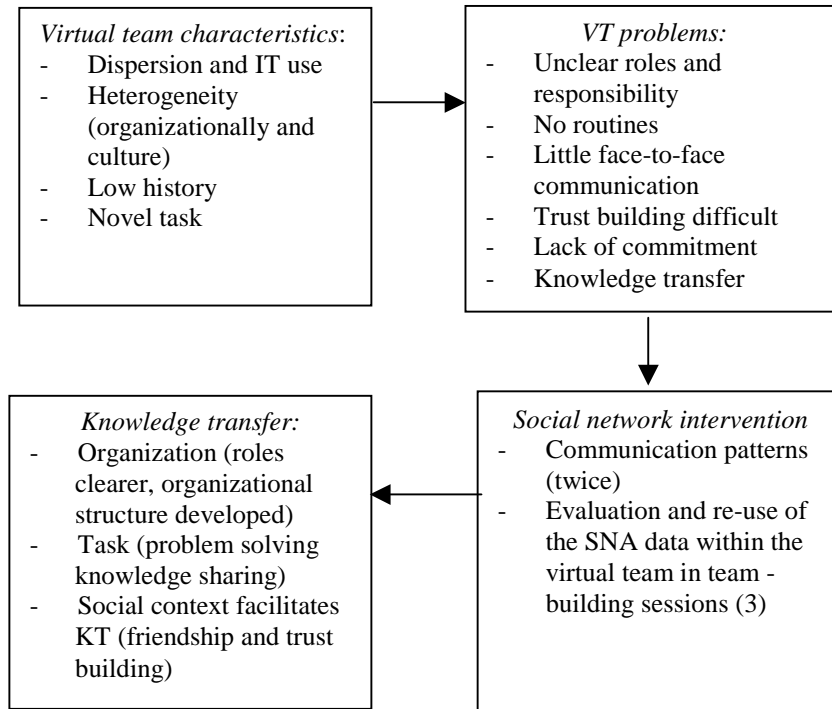 Virtual team characteristics:
- Dispersion and IT use
- Heterogeneity
(organizationally and
culture)
- Low history
- Novel task
VT problems:
- Unclear roles and
responsibility
- No routines
- Little face-to-face
communication
- Trust building difficult
- Lack of commitment
- Knowledge transfer
Knowledge transfer:
- Organization (roles
clearer, organizational
structure developed)
- Task (problem solving
knowledge sharing)
- Social context facilitates
KT (friendship and trust
building)
Social network intervention
- Communication patterns
(twice)
- Evaluation and re-use of
the SNA data within the
virtual team in team -
building sessions (3)